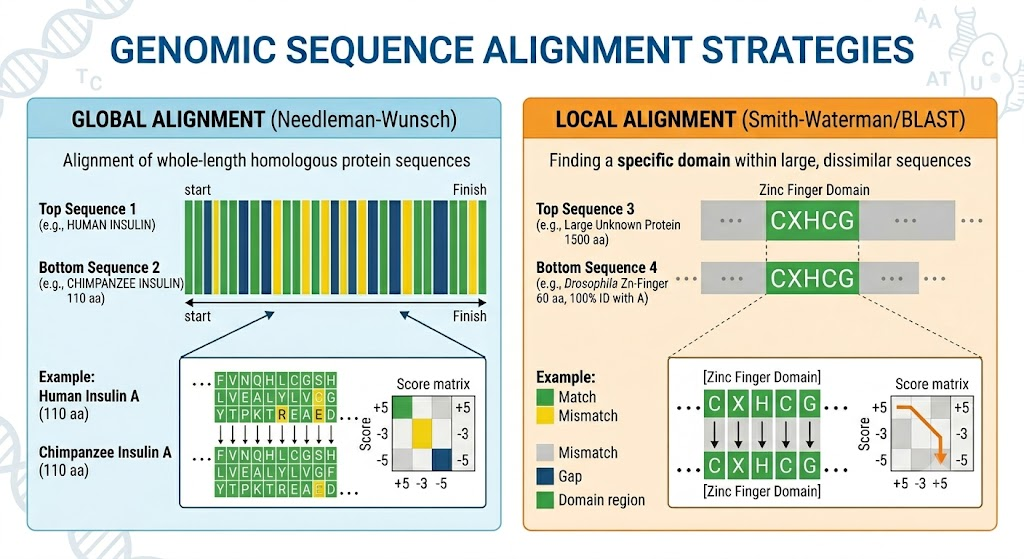 GENOMIC SEQUENCE ALIGNMENT STRATEGIES
TC
AA
C
AT
U
GLOBAL ALIGNMENT (Needleman-Wunsch)
Alignment of whole-length homologous protein sequences
start
Finish
Top Sequence 1
(e.g., HUMAN INSULIN)
Bottom Sequence 2
(e.g., CHIMPANZEE INSULIN)
110 aa)
start
Finish
Example:
Human Insulin A
(110 aa)
Chimpanzee Insulin A
(110 aa)
... FVNQHLCGSH
LVEALYLVCG
YTPKTREAED...
... FVNQHLCGSH
LVEALYLVGF
YTPKTREAED...
Score matrix
Score
+5 +5
-3 -3
-5 -5
+5 -3 -5
LOCAL ALIGNMENT (Smith-Waterman/BLAST)
Finding a specific domain within large, dissimilar sequences
Zinc Finger Domain
Top Sequence 3
(e.g., Large Unknown Protein
1500 aa)
... CXHCG ... ...
Bottom Sequence 4
(e.g., Drosophila Zn-Finger
60 aa, 100% ID with A)
... ... CXHCG ... ...
Example:
Match
Mismatch
Mismatch
Gap
Domain region
[Zinc Finger Domain]
... C X H C G ...
... C X H C G ...
[Zinc Finger Domain]
Score matrix
Score
+5 +5
-3 -3
-5 -5
+5 -3 +5